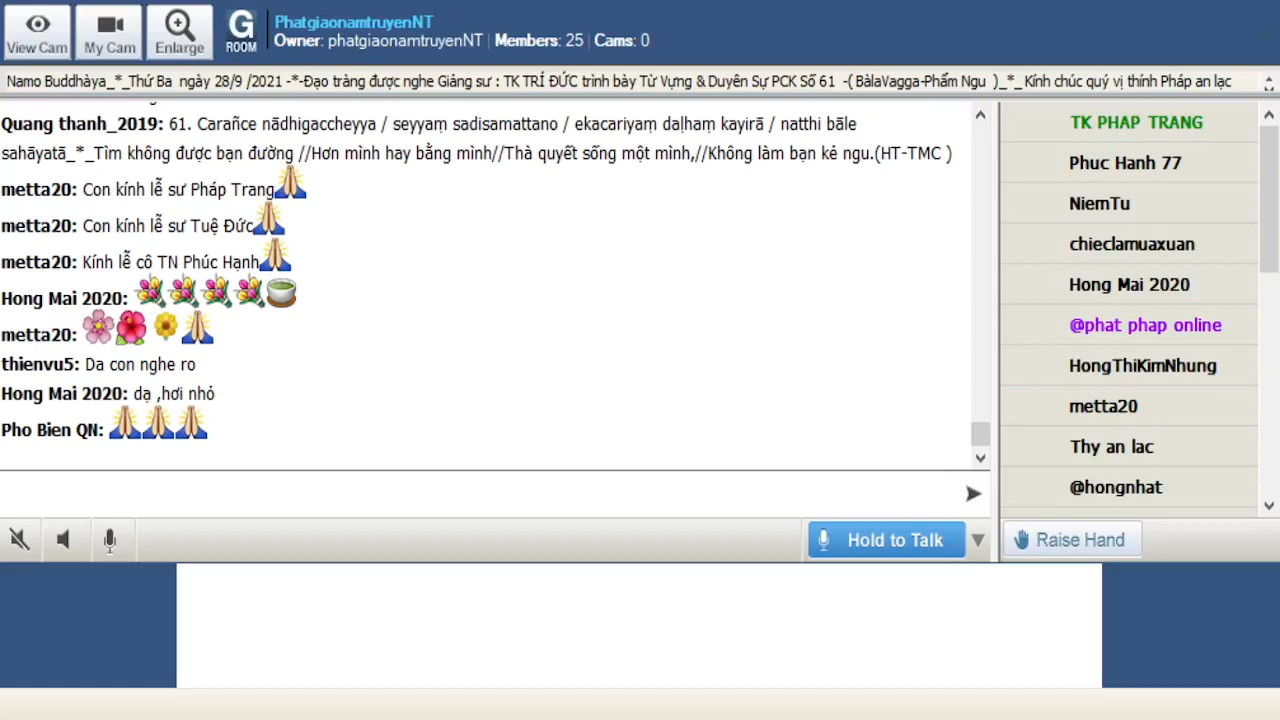 View Cam
My Cam
Enlarge
G
ROOM
PhatgiaonamtruyenNT
Owner: phatgiaonamtruyenNT | Members: 25 | Cams: 0
Namo Buddhàya_*_Thứ Ba ngày 28/9 /2021 -*-Đạo tràng được nghe Giảng sư : TK TRÍ ĐỨC trình bày Từ Vựng & Duyên Sự PCK Số 61 -( BàlaVagga-Phẩm Ngu )_*_ Kính chúc quý vị thính Pháp an lạc
Quang thanh_2019: 61. Carañce nādhigaccheyya / seyyaṃ sadisamattano / ekacariyaṃ daḷhaṃ kayirā / natthi bāle
sahāyatā_*_Tìm không được bạn đường //Hơn mình hay bằng mình//Thà quyết sống một mình,//Không làm bạn kẻ ngu.(HT-TMC )
metta20: Con kính lễ sư Pháp Trang
metta20: Con kính lễ sư Tuệ Đức
metta20: Kính lễ cô TN Phúc Hạnh
Hong Mai 2020:
metta20:
thienvu5: Da con nghe ro
Hong Mai 2020: dạ ,hơi nhỏ
Pho Bien QN:
Hold to Talk
TK PHAP TRANG
Phuc Hanh 77
NiemTu
chieclamuaxuan
Hong Mai 2020
@phat phap online
HongThiKimNhung
metta20
Thy an lac
@hongnhat
Raise Hand